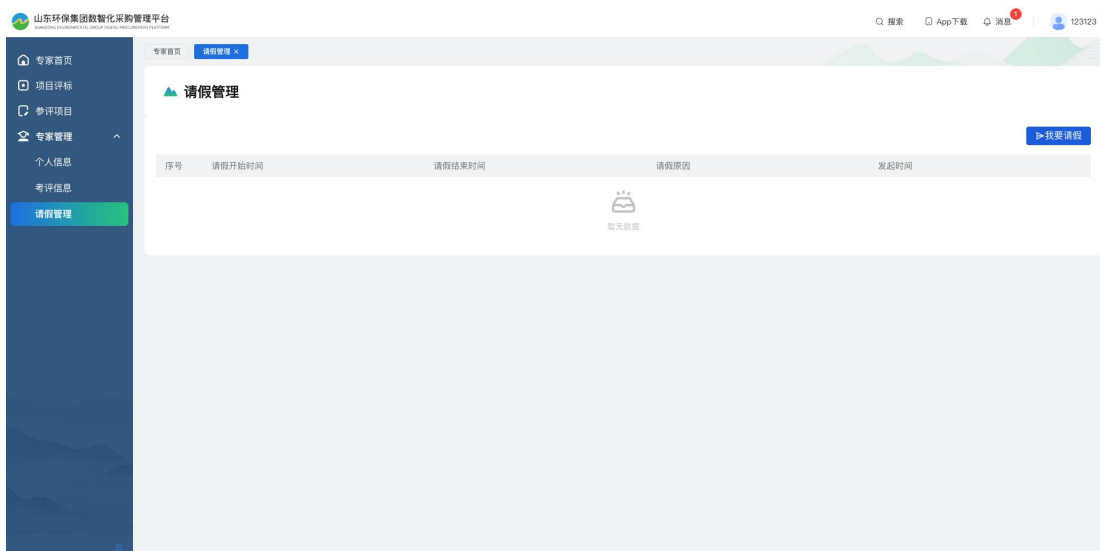 山东环保集团数智化采购管理平台
搜索 App下载 消息 1 123123
专家首页 请假管理 ×
专家首页
项目评标
参评项目
专家管理
个人信息
考评信息
请假管理
请假管理
我要请假
序号 请假开始时间 请假结束时间 请假原因 发起时间
暂无数据